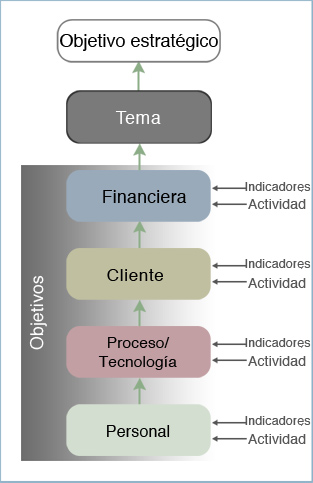 Objetivo estratégico
Tema
Objetivos
Financiera
Indicadores
Actividad
Cliente
Indicadores
Actividad
Proceso/
Tecnología
Indicadores
Actividad
Personal
Indicadores
Actividad